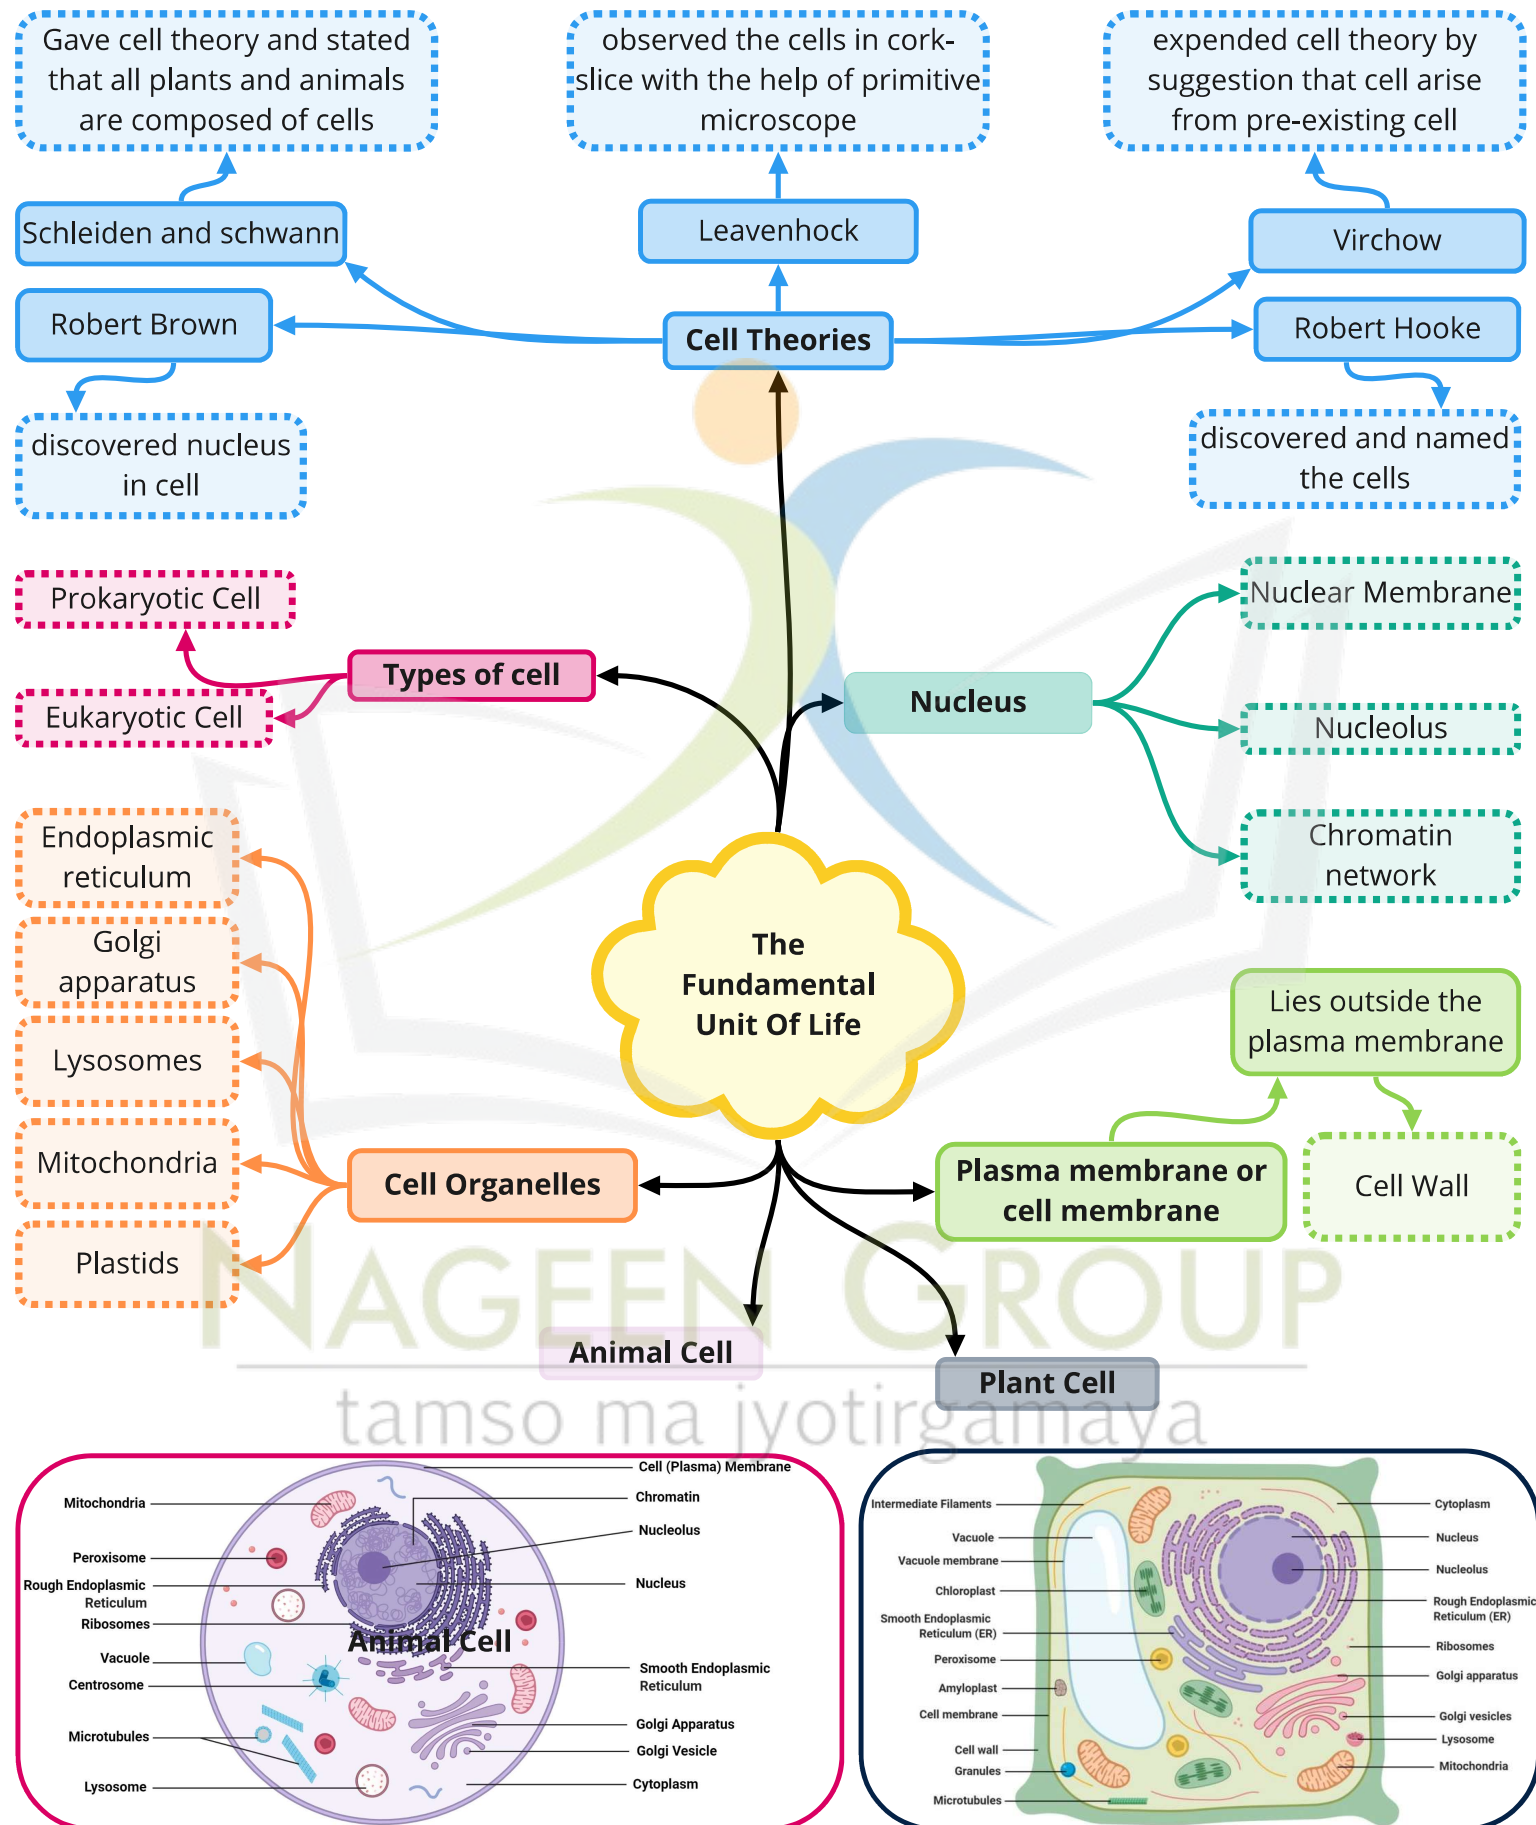 Gave cell theory and stated
that all plants and animals
are composed of cells
observed the cells in cork-
slice with the help of primitive
microscope
expended cell theory by
suggestion that cell arise
from pre-existing cell
Schleiden and schwann
Leavenhock
Virchow
Robert Brown
Cell Theories
Robert Hooke
discovered nucleus
in cell
discovered and named
the cells
Prokaryotic Cell
Types of cell
Eukaryotic Cell
Nuclear Membrane
Nucleus
Nucleolus
Chromatin
network
Endoplasmic
reticulum
Golgi
apparatus
Lysosomes
Mitochondria
Plastids
Cell Organelles
The
Fundamental
Unit Of Life
Lies outside the
plasma membrane
Plasma membrane or
cell membrane
Cell Wall
NAGEEN GROUP
Animal Cell
Plant Cell
tamso ma jyotirgamaya
Mitochondria
Peroxisome
Rough Endoplasmic
Reticulum
Ribosomes
Vacuole
Centrosome
Microtubules
Lysosome
Animal Cell
Cell (Plasma) Membrane
Chromatin
Nucleolus
Nucleus
Smooth Endoplasmic
Reticulum
Golgi Apparatus
Golgi Vesicle
Cytoplasm
Intermediate Filaments
Vacuole
Vacuole membrane
Chloroplast
Smooth Endoplasmic
Reticulum (ER)
Peroxisome
Amyloplast
Cell membrane
Cell wall
Granules
Microtubules
Cytoplasm
Nucleus
Nucleolus
Rough Endoplasmic
Reticulum (ER)
Ribosomes
Golgi apparatus
Golgi vesicles
Lysosome
Mitochondria